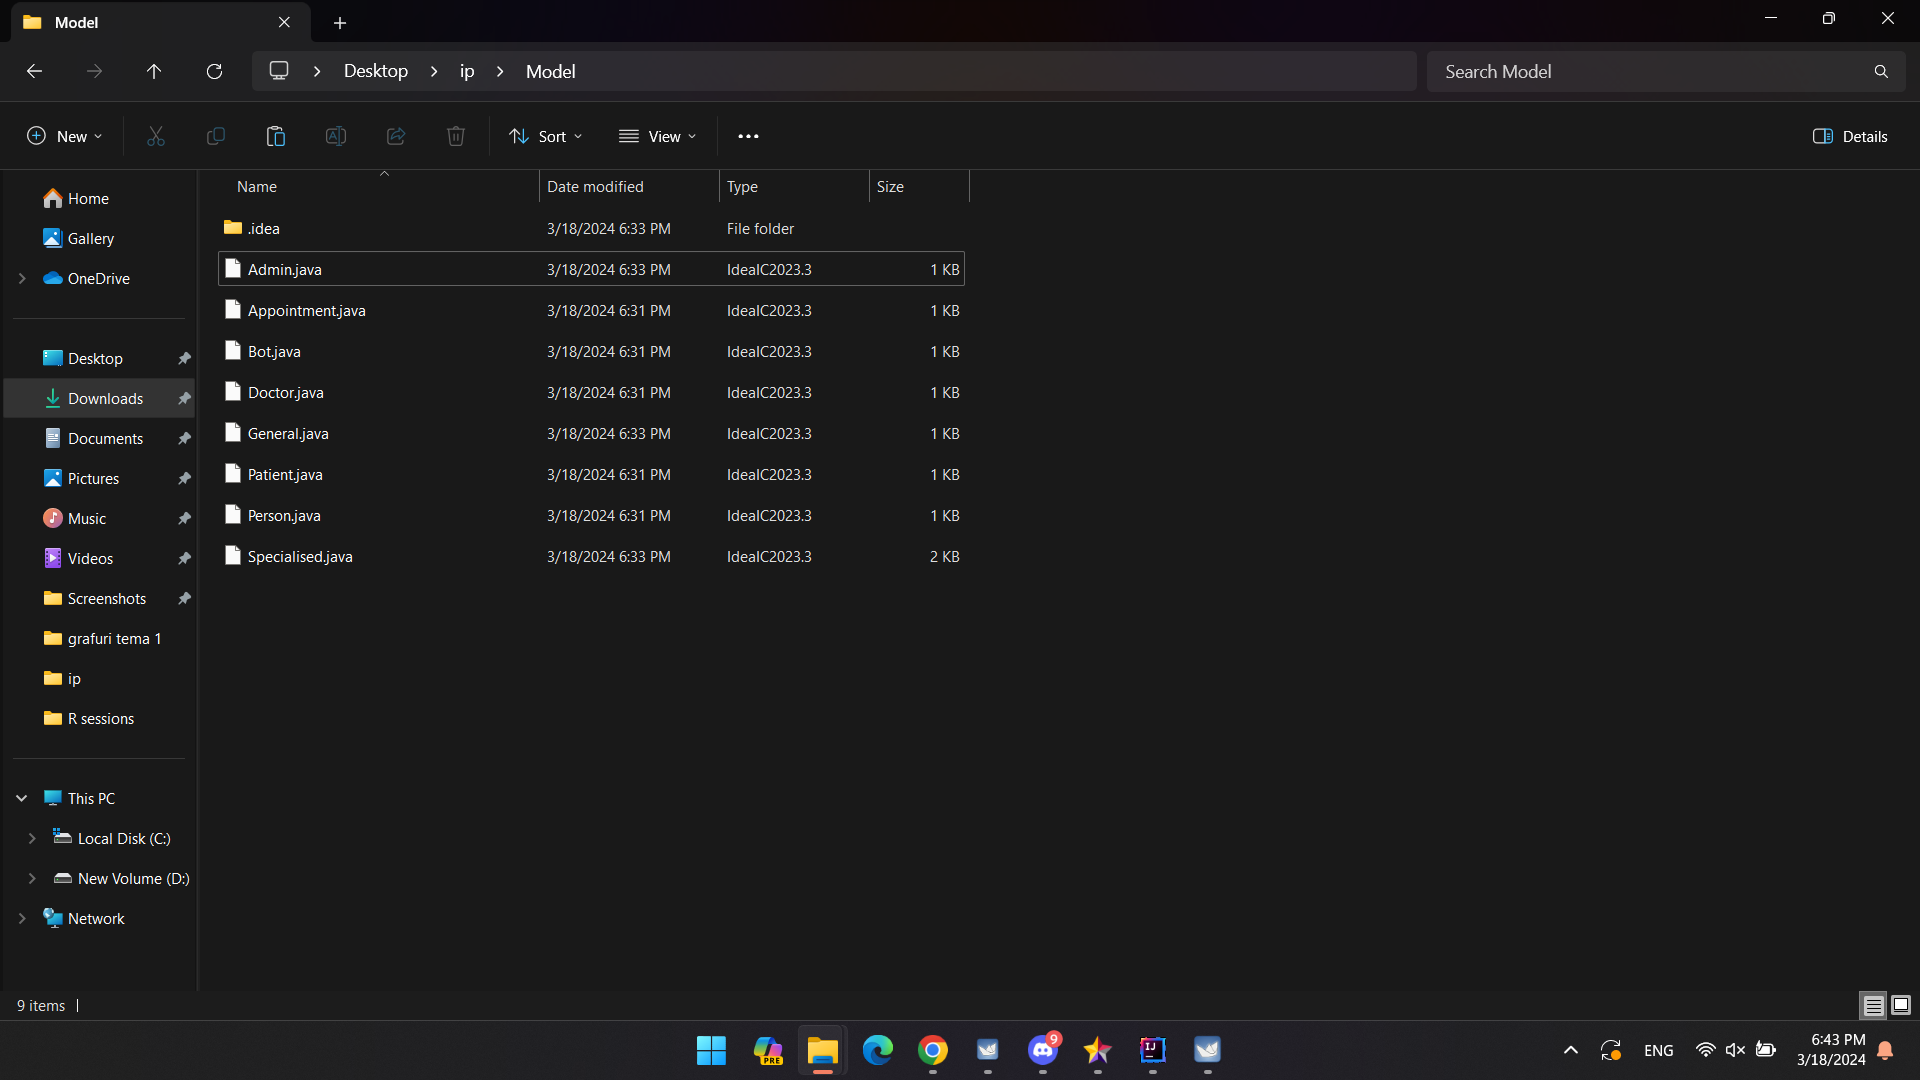 Model
Desktop > ip > Model
Search Model
New
Sort
View
Details
Name Date modified Type Size
.idea 3/18/2024 6:33 PM File folder
Admin.java 3/18/2024 6:33 PM IdeaIC2023.3 1 KB
Appointment.java 3/18/2024 6:31 PM IdeaIC2023.3 1 KB
Bot.java 3/18/2024 6:31 PM IdeaIC2023.3 1 KB
Doctor.java 3/18/2024 6:31 PM IdeaIC2023.3 1 KB
General.java 3/18/2024 6:33 PM IdeaIC2023.3 1 KB
Patient.java 3/18/2024 6:31 PM IdeaIC2023.3 1 KB
Person.java 3/18/2024 6:31 PM IdeaIC2023.3 1 KB
Specialised.java 3/18/2024 6:33 PM IdeaIC2023.3 2 KB
Home
Gallery
OneDrive
Desktop
Downloads
Documents
Pictures
Music
Videos
Screenshots
grafuri tema 1
ip
R sessions
This PC
Local Disk (C:)
New Volume (D:)
Network
9 items
PRE
9
IJ
ENG
6:43 PM
3/18/2024